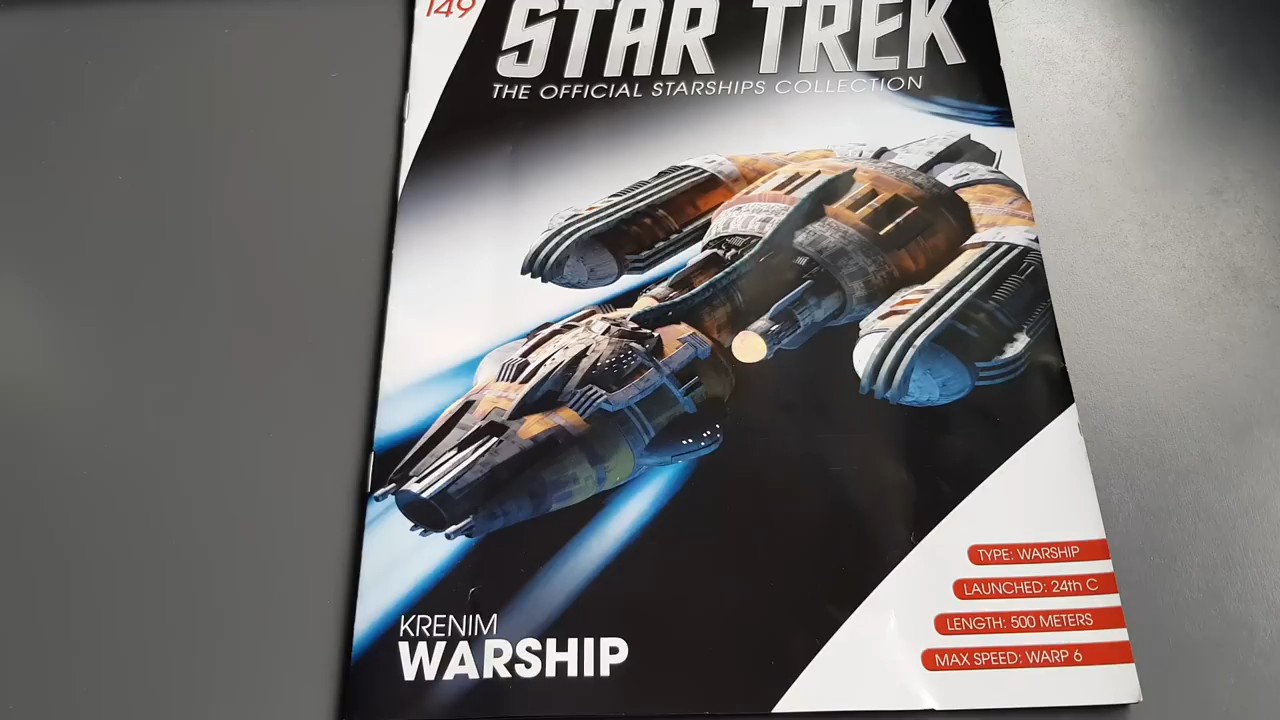 149
STAR TREK
THE OFFICIAL STARSHIPS COLLECTION
TYPE: WARSHIP
LAUNCHED: 24th C
LENGTH: 500 METERS
MAX SPEED: WARP 6
KRENIM
WARSHIP